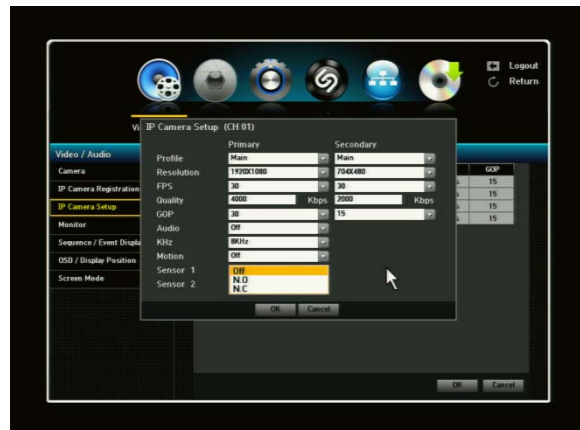 Logout
Return
Vi
IP Camera Setup (CH 01)
Primary Secondary
Video / Audio
Camera
IP Camera Registration
IP Camera Setup
Monitor
Sequence / Event Displa
OSD / Display Position
Screen Mode
Profile Main Main
Resolution 1920X1080 704X480
FPS 30 30
Quality 4000 Kbps 2000 Kbps
GOP 30 15
Audio Off
KHz 8KHz
Motion Off
Sensor 1 Off
N.O
Sensor 2 N.C
OK Cancel
GOP
15
15
15
OK Cancel